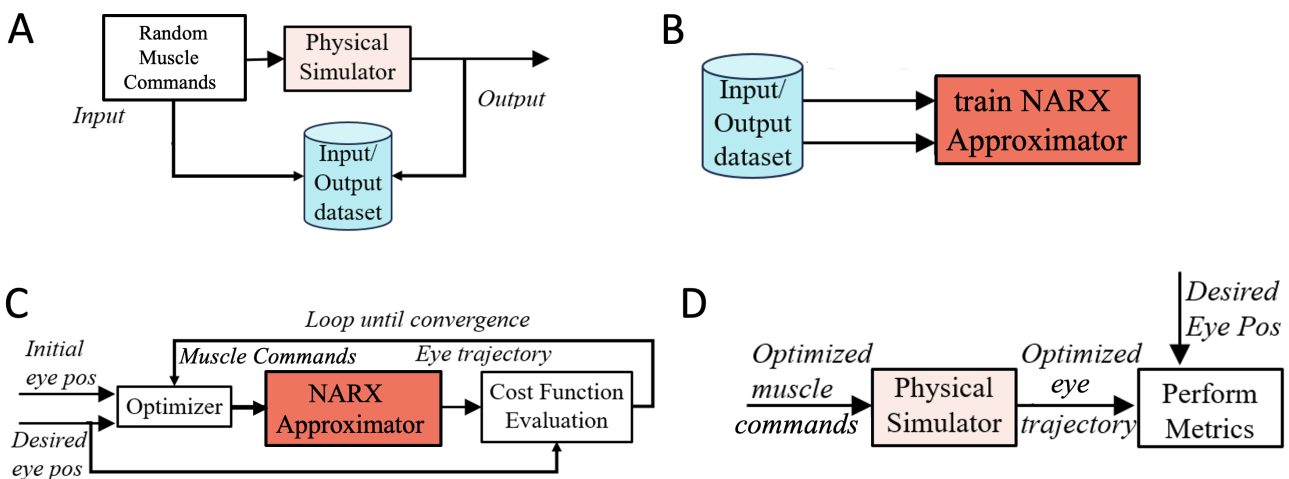 A
Random
Muscle
Commands
Physical
Simulator
Input
Output
Input/
Output
dataset
B
Input/
Output
dataset
train NARX
Approximator
C
Loop until convergence
Initial
eye pos
Muscle Commands
Eye trajectory
Optimizer
NARX
Approximator
Cost Function
Evaluation
Desired
eye pos
D
Desired
Eye Pos
Optimized
muscle
commands
Physical
Simulator
Optimized
eye
trajectory
Perform
Metrics